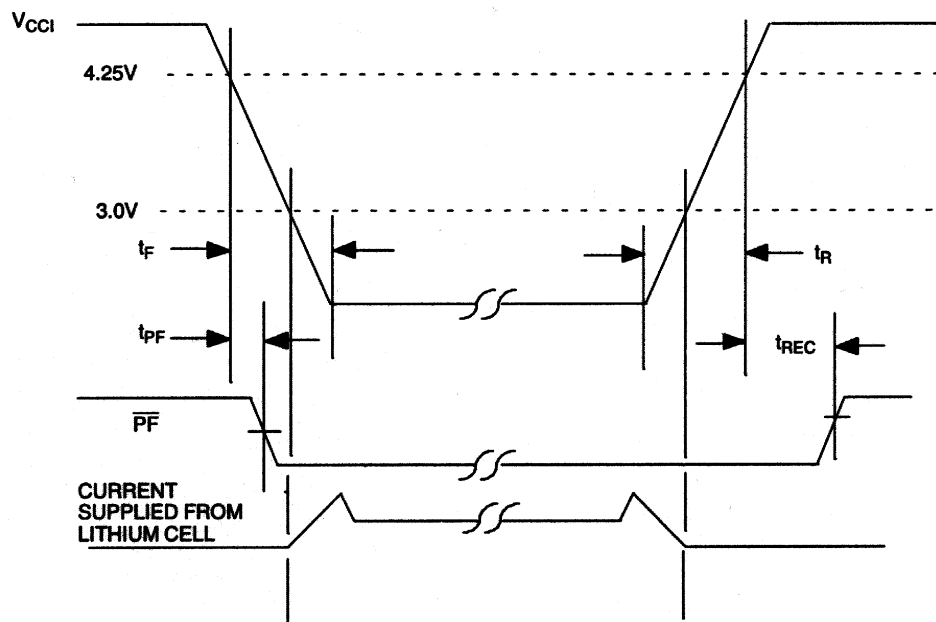 VCCI
4.25V
3.0V
tF
tR
tPF
tREC
PF
CURRENT
SUPPLIED FROM
LITHIUM CELL